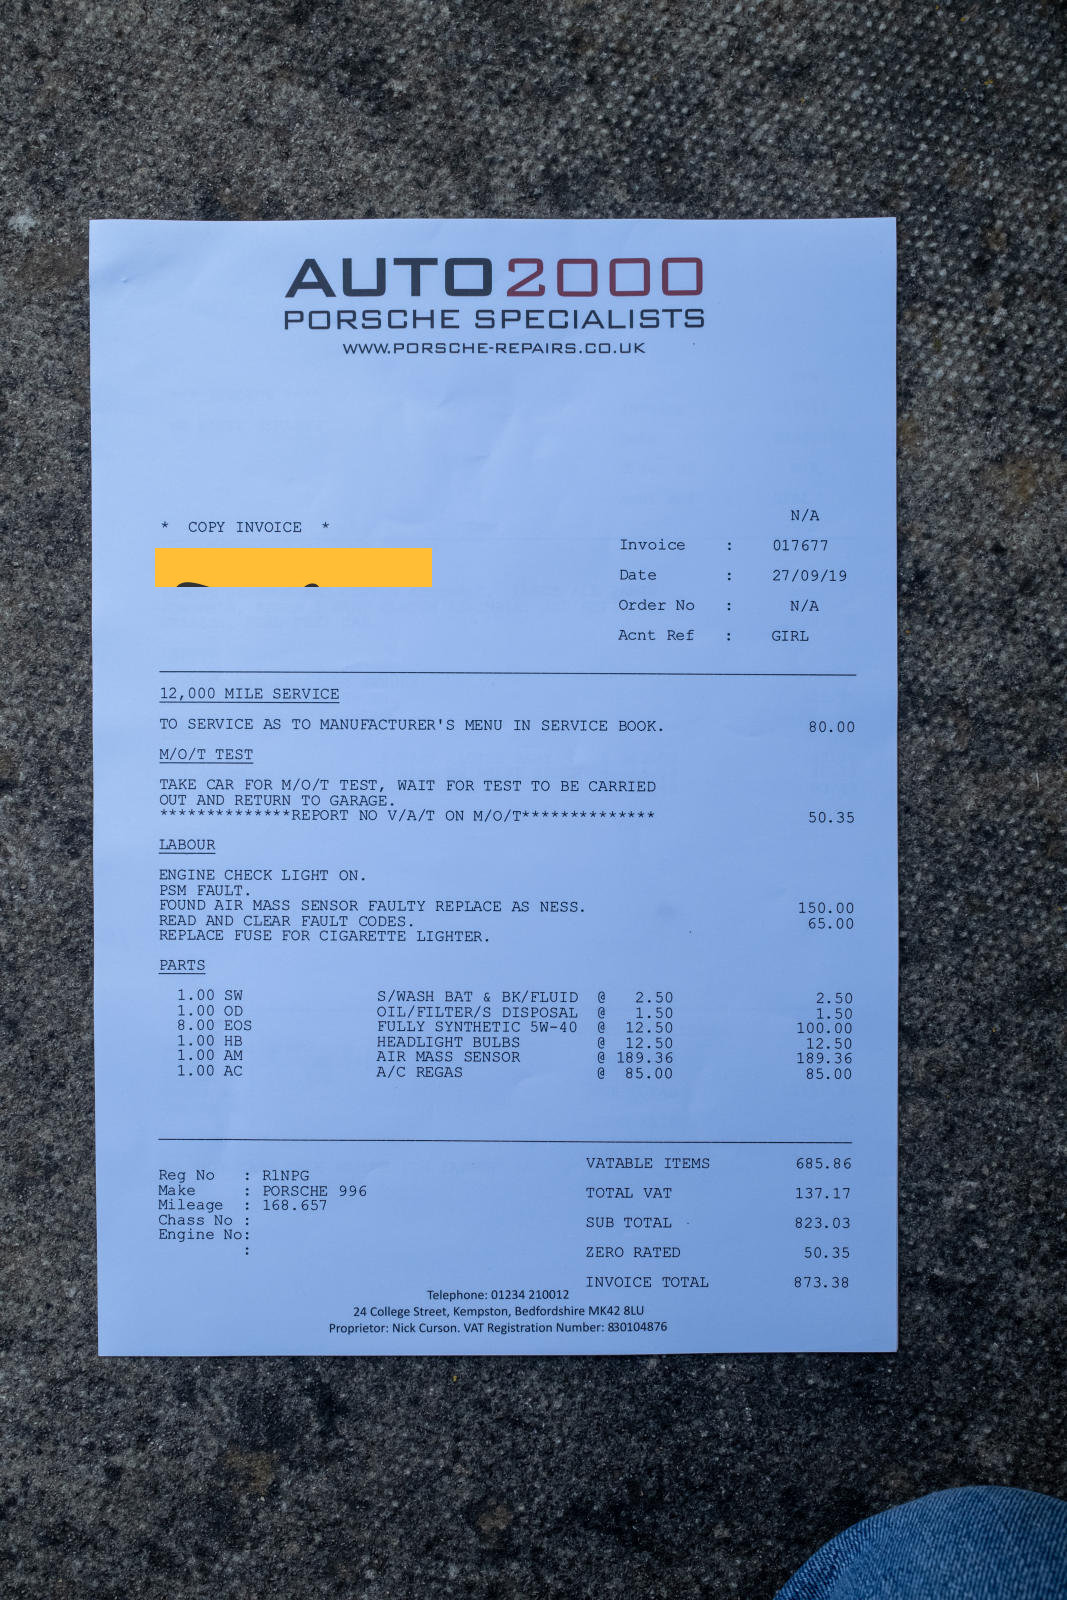 AUTO2000
PORSCHE SPECIALISTS
WWW.PORSCHE-REPAIRS.CO.UK
N/A
* COPY INVOICE *
Invoice : 017677
Date : 27/09/19
Order No : N/A
Acnt Ref : GIRL
12,000 MILE SERVICE
TO SERVICE AS TO MANUFACTURER'S MENU IN SERVICE BOOK. 80.00
M/O/T TEST
TAKE CAR FOR M/O/T TEST, WAIT FOR TEST TO BE CARRIED
OUT AND RETURN TO GARAGE.
**************REPORT NO V/A/T ON M/O/T************** 50.35
LABOUR
ENGINE CHECK LIGHT ON.
PSM FAULT.
FOUND AIR MASS SENSOR FAULTY REPLACE AS NESS. 150.00
READ AND CLEAR FAULT CODES. 65.00
REPLACE FUSE FOR CIGARETTE LIGHTER.
PARTS
1.00 SW S/WASH BAT & BK/FLUID @ 2.50 2.50
1.00 OD OIL/FILTER/S DISPOSAL @ 1.50 1.50
8.00 EOS FULLY SYNTHETIC 5W-40 @ 12.50 100.00
1.00 HB HEADLIGHT BULBS @ 12.50 12.50
1.00 AM AIR MASS SENSOR @ 189.36 189.36
1.00 AC A/C REGAS @ 85.00 85.00
VATABLE ITEMS 685.86
Reg No : R1NPG
Make : PORSCHE 996
TOTAL VAT 137.17
Mileage : 168.657
Chass No :
SUB TOTAL 823.03
Engine No:
:
ZERO RATED 50.35
INVOICE TOTAL 873.38
Telephone: 01234 210012
24 College Street, Kempston, Bedfordshire MK42 8LU
Proprietor: Nick Curson. VAT Registration Number: 830104876